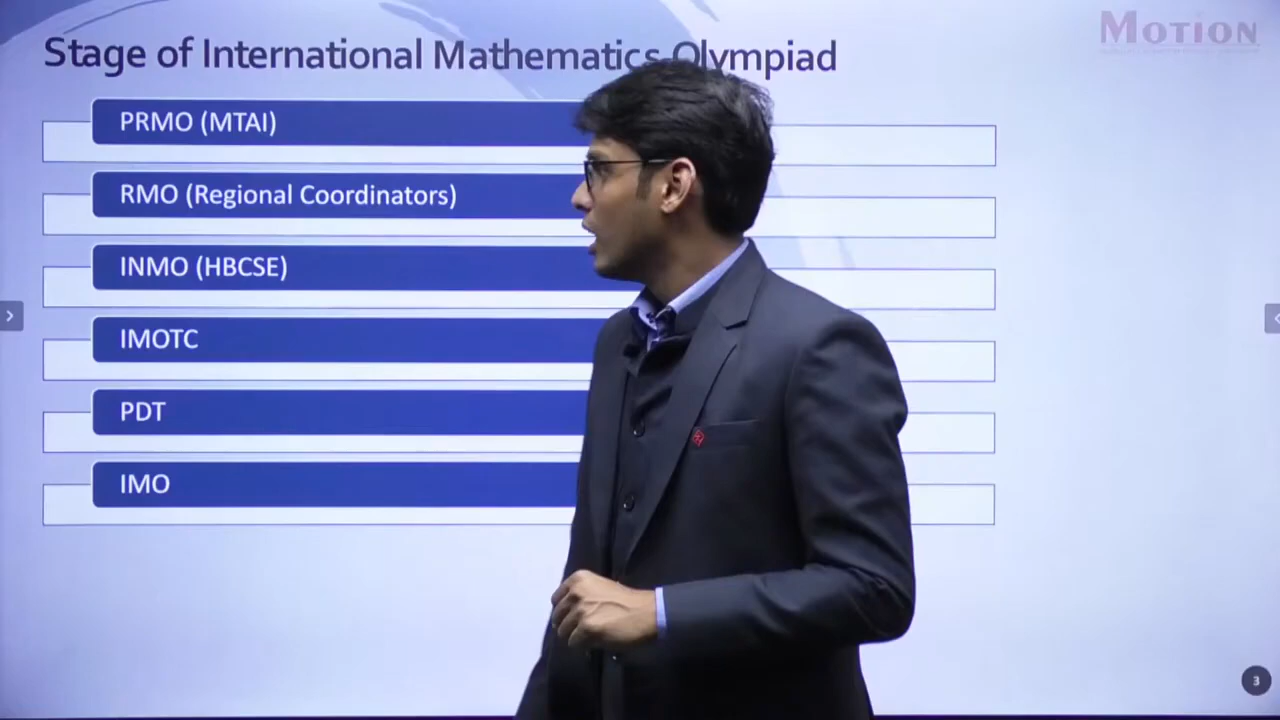 Stage of International Mathematics Olympiad
MOTION
PRMO (MTAI)
RMO (Regional Coordinators)
INMO (HBCSE)
IMOTC
PDT
IMO
3